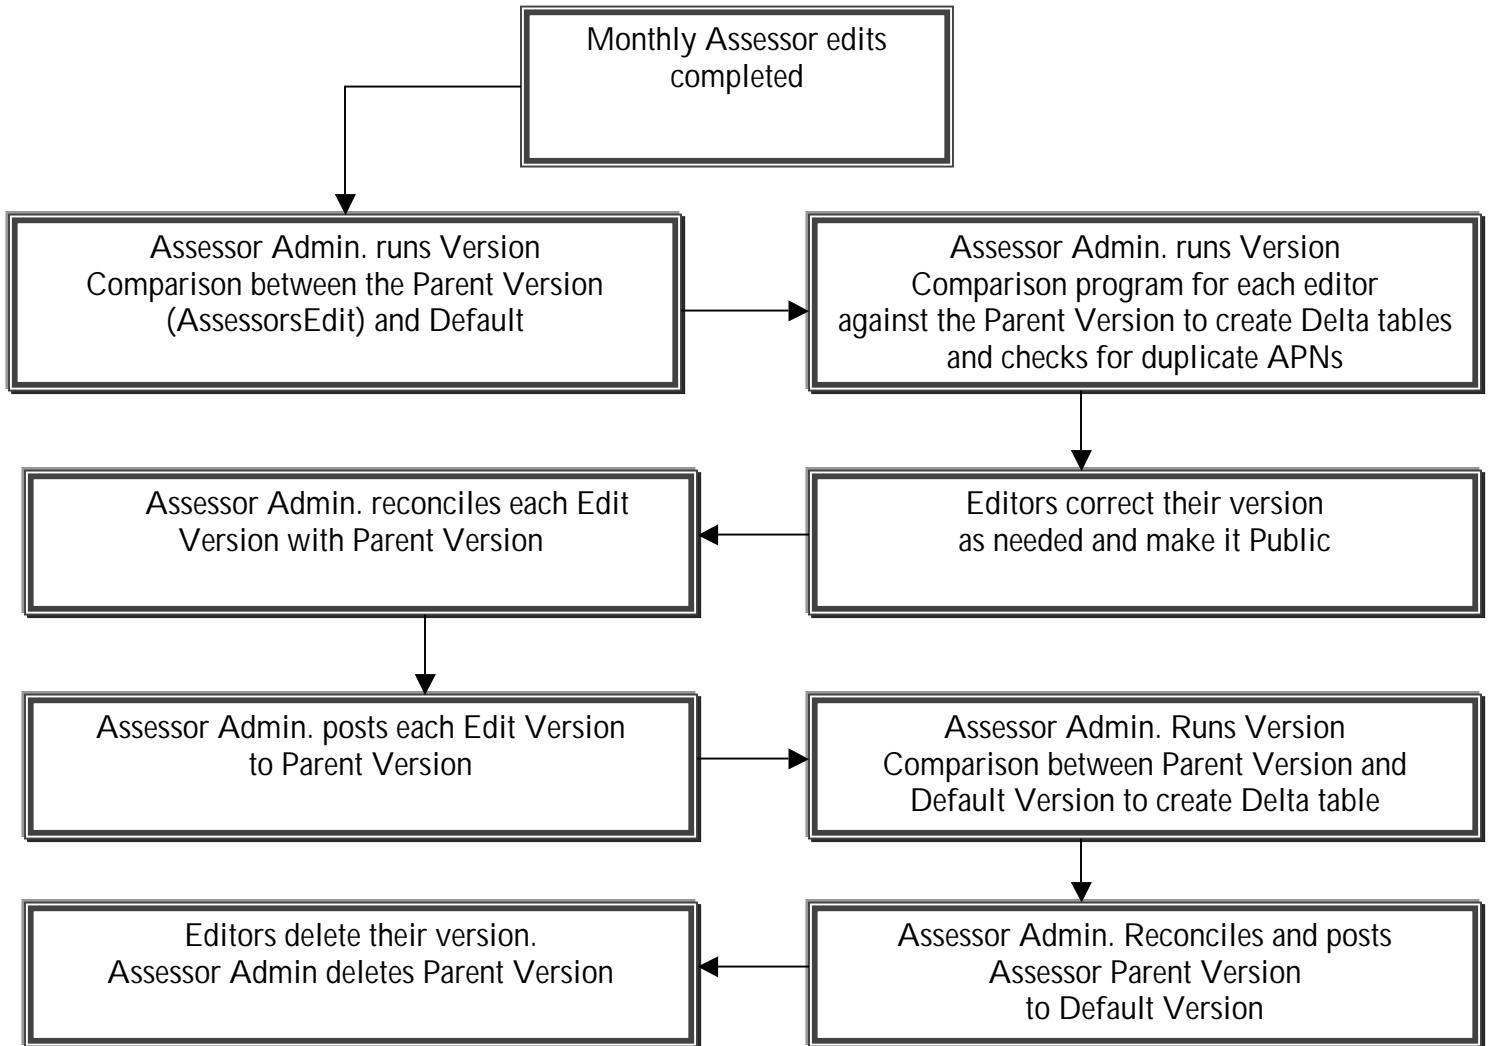 Monthly Assessor edits
completed
Assessor Admin. runs Version
Comparison between the Parent Version
(AssessorsEdit) and Default
Assessor Admin. runs Version
Comparison program for each editor
against the Parent Version to create Delta tables
and checks for duplicate APNs
Editors correct their version
as needed and make it Public
Assessor Admin. reconciles each Edit
Version with Parent Version
Assessor Admin. posts each Edit Version
to Parent Version
Assessor Admin. Runs Version
Comparison between Parent Version and
Default Version to create Delta table
Assessor Admin. Reconciles and posts
Assessor Parent Version
to Default Version
Editors delete their version.
Assessor Admin deletes Parent Version